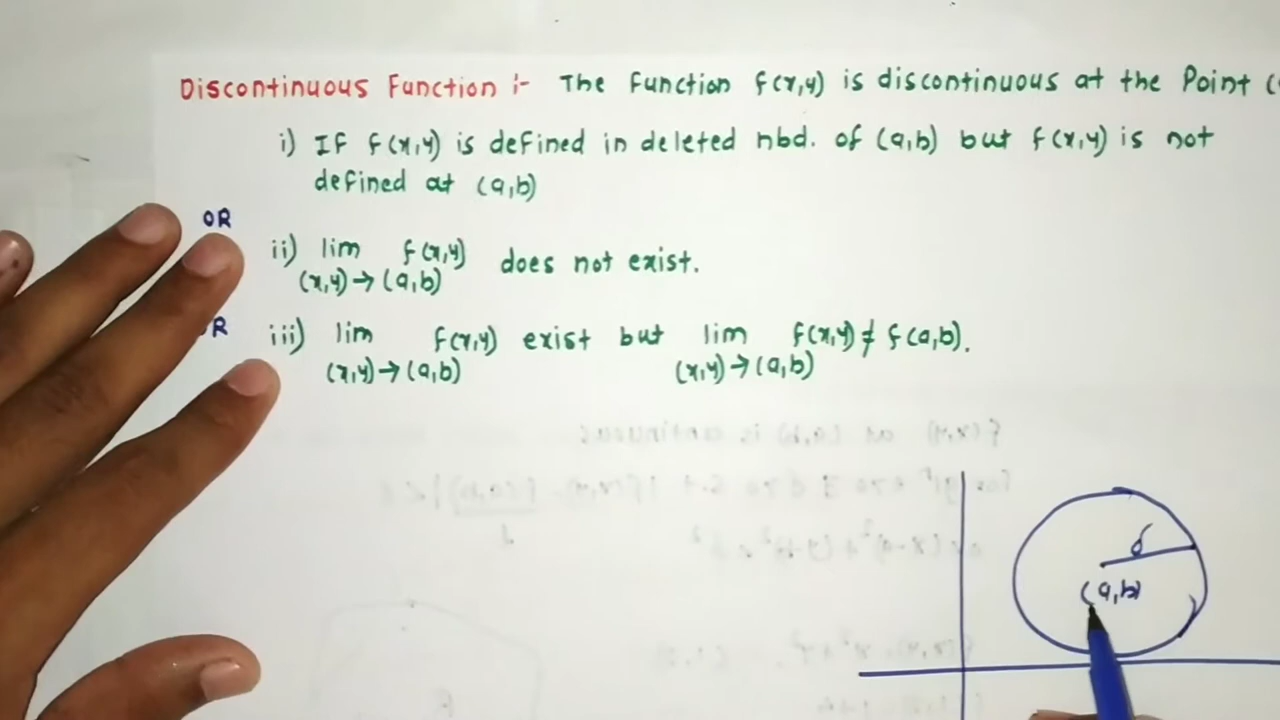 Discontinuous Function :- The Function f(x,y) is discontinuous at the Point (
i) IF f(x,y) is defined in deleted nbd. of (a,b) but f(x,y) is not
defined at (a,b)
OR
ii) lim f(x,y) does not exist.
(x,y)→(a,b)
OR
iii) lim f(x,y) exist but lim f(x,y) ≠ f(a,b).
(x,y)→(a,b) (x,y)→(a,b)
δ
(a,b)